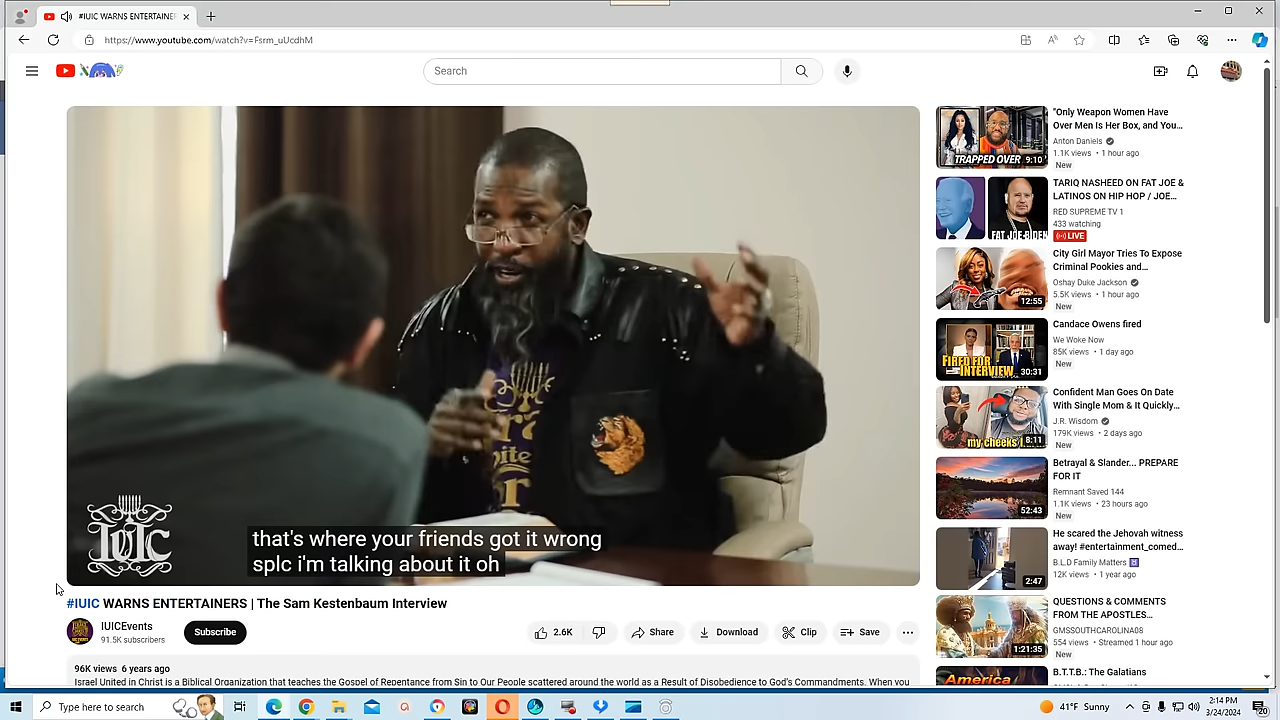 #IUIC WARNS ENTERTAINER
https://www.youtube.com/watch?v=Fsrm_uUcdhM
Search
IUIC
that's where your friends got it wrong
splc i'm talking about it oh
#IUIC WARNS ENTERTAINERS | The Sam Kestenbaum Interview
IUICEvents
91.5K subscribers
Subscribe
2.6K
Share
Download
Clip
Save
96K views 6 years ago
Israel United in Christ is a Biblical Organization that teaches the Gospel of Repentance from Sin to Our People scattered around the world as a Result of Disobedience to God's Commandments. When you
"Only Weapon Women Have
Over Men Is Her Box, and You...
Anton Daniels
1.1K views • 1 hour ago
New
TRAPPED OVER
9:10
TARIQ NASHEED ON FAT JOE &
LATINOS ON HIP HOP / JOE...
RED SUPREME TV 1
433 watching
LIVE
FAT JOE BIDEN
City Girl Mayor Tries To Expose
Criminal Pookies and...
Oshay Duke Jackson
5.5K views • 1 hour ago
New
12:55
Candace Owens fired
We Woke Now
85K views • 1 day ago
New
FIRED FOR
INTERVIEW
30:31
Confident Man Goes On Date
With Single Mom & It Quickly...
J.R. Wisdom
179K views • 2 days ago
New
my cheeks
8:11
Betrayal & Slander... PREPARE
FOR IT
Remnant Saved 144
1.1K views • 23 hours ago
New
52:43
He scared the Jehovah witness
away! #entertainment_comed...
B.L.D Family Matters
12K views • 1 year ago
2:47
QUESTIONS & COMMENTS
FROM THE APOSTLES...
GMSSOUTHCAROLINA08
554 views • Streamed 1 hour ago
New
1:21:35
B.T.T.B.: The Galatians
America
Type here to search
41°F Sunny
2:14 PM
3/24/2024
20